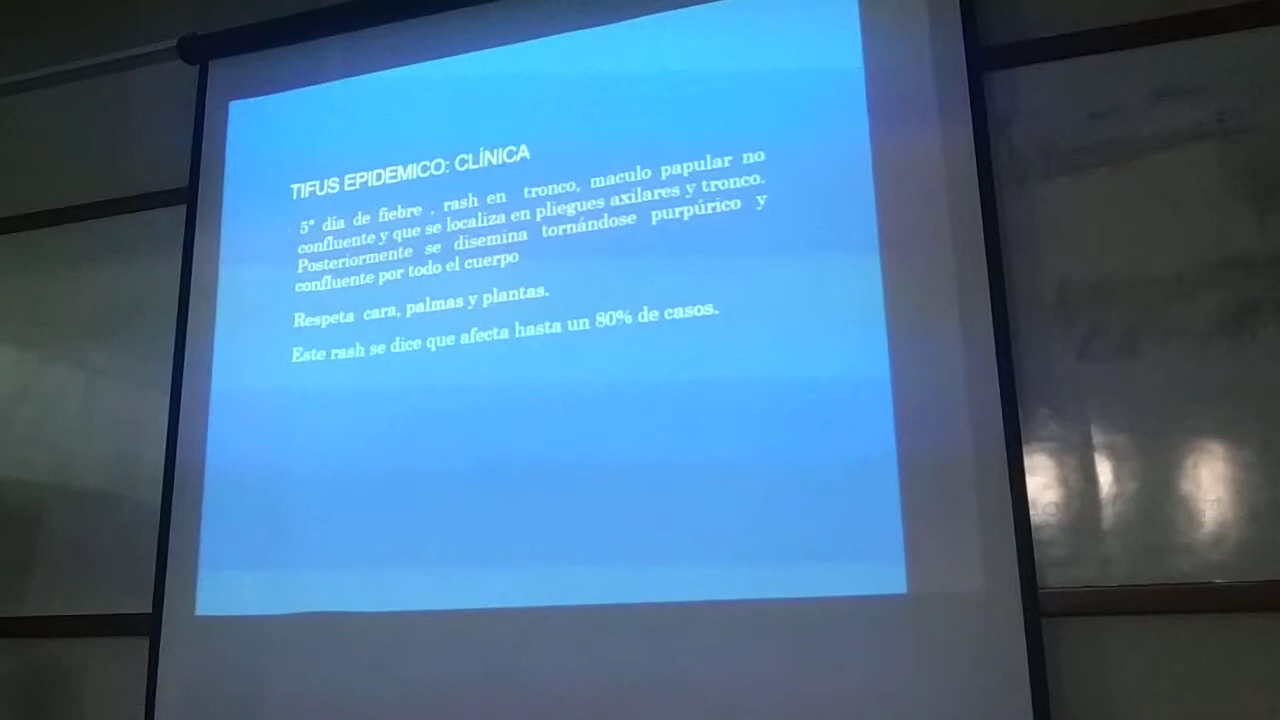 TIFUS EPIDEMICO: CLÍNICA
5º día de fiebre , rash en tronco, maculo papular no
confluente y que se localiza en pliegues axilares y tronco.
Posteriormente se disemina tornándose purpúrico y
confluente por todo el cuerpo
Respeta cara, palmas y plantas.
Este rash se dice que afecta hasta un 80% de casos.